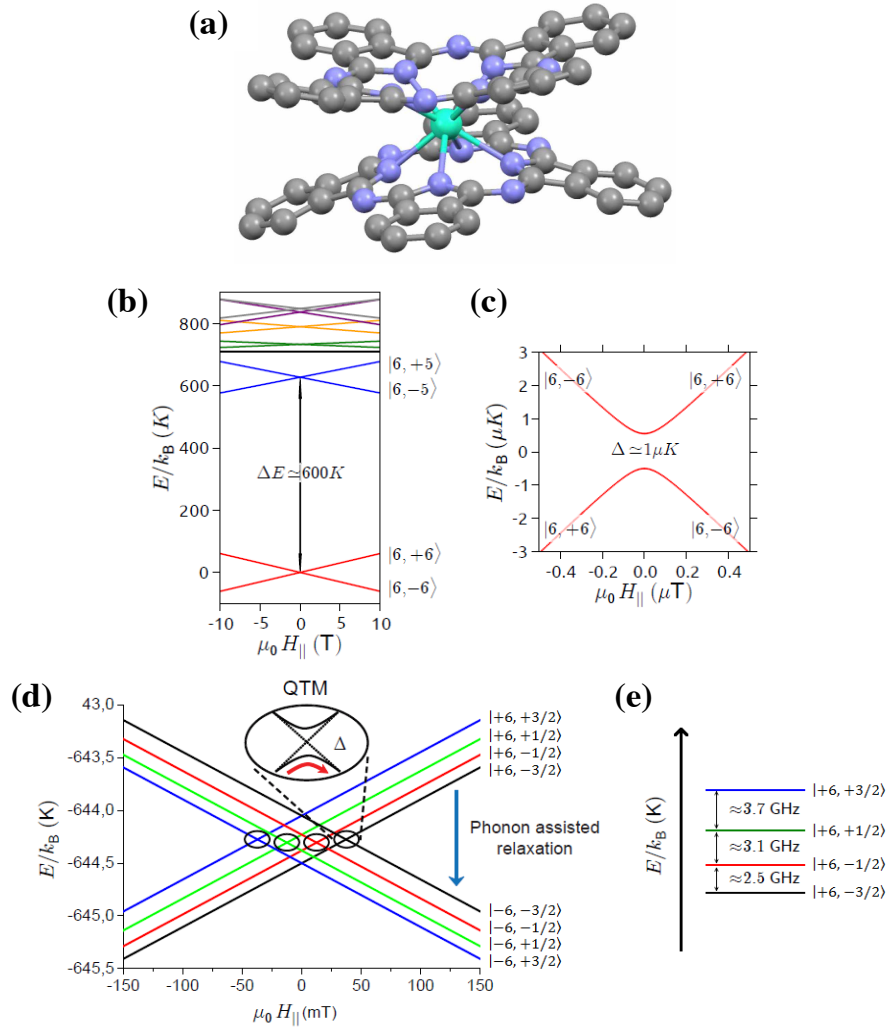 (a)
(b)
E/k_B (K)
800
600
400
200
0
|6,+5⟩
|6,−5⟩
ΔE≃600K
|6,+6⟩
|6,−6⟩
-10
-5
0
5
10
μ₀ H_|| (T)
(c)
E/k_B (μK)
3
2
1
0
-1
-2
-3
|6,−6⟩
|6,+6⟩
Δ≃1μK
|6,+6⟩
|6,−6⟩
-0.4
-0.2
0.0
0.2
0.4
μ₀ H_|| (μT)
(d)
QTM
Δ
E/k_B (K)
43,0
-643,5
-644,0
-644,5
-645,0
-645,5
|+6, +3/2⟩
|+6, +1/2⟩
|+6, −1/2⟩
|+6, −3/2⟩
Phonon assisted
relaxation
|−6, −3/2⟩
|−6, −1/2⟩
|−6, +1/2⟩
|−6, +3/2⟩
-150
-100
-50
0
50
100
150
μ₀ H_|| (mT)
(e)
E/k_B (K)
|+6, +3/2⟩
≈3.7 GHz
|+6, +1/2⟩
≈3.1 GHz
|+6, −1/2⟩
≈2.5 GHz
|+6, −3/2⟩